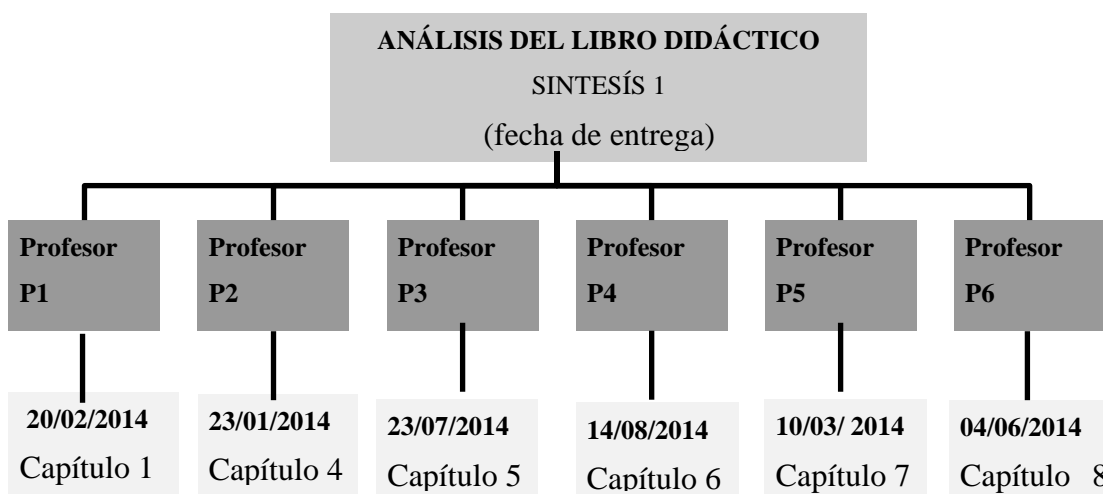 ANÁLISIS DEL LIBRO DIDÁCTICO
SINTESÍS 1
(fecha de entrega)
Profesor
P1
Profesor
P2
Profesor
P3
Profesor
P4
Profesor
P5
Profesor
P6
20/02/2014
Capítulo 1
23/01/2014
Capítulo 4
23/07/2014
Capítulo 5
14/08/2014
Capítulo 6
10/03/ 2014
Capítulo 7
04/06/2014
Capítulo 8